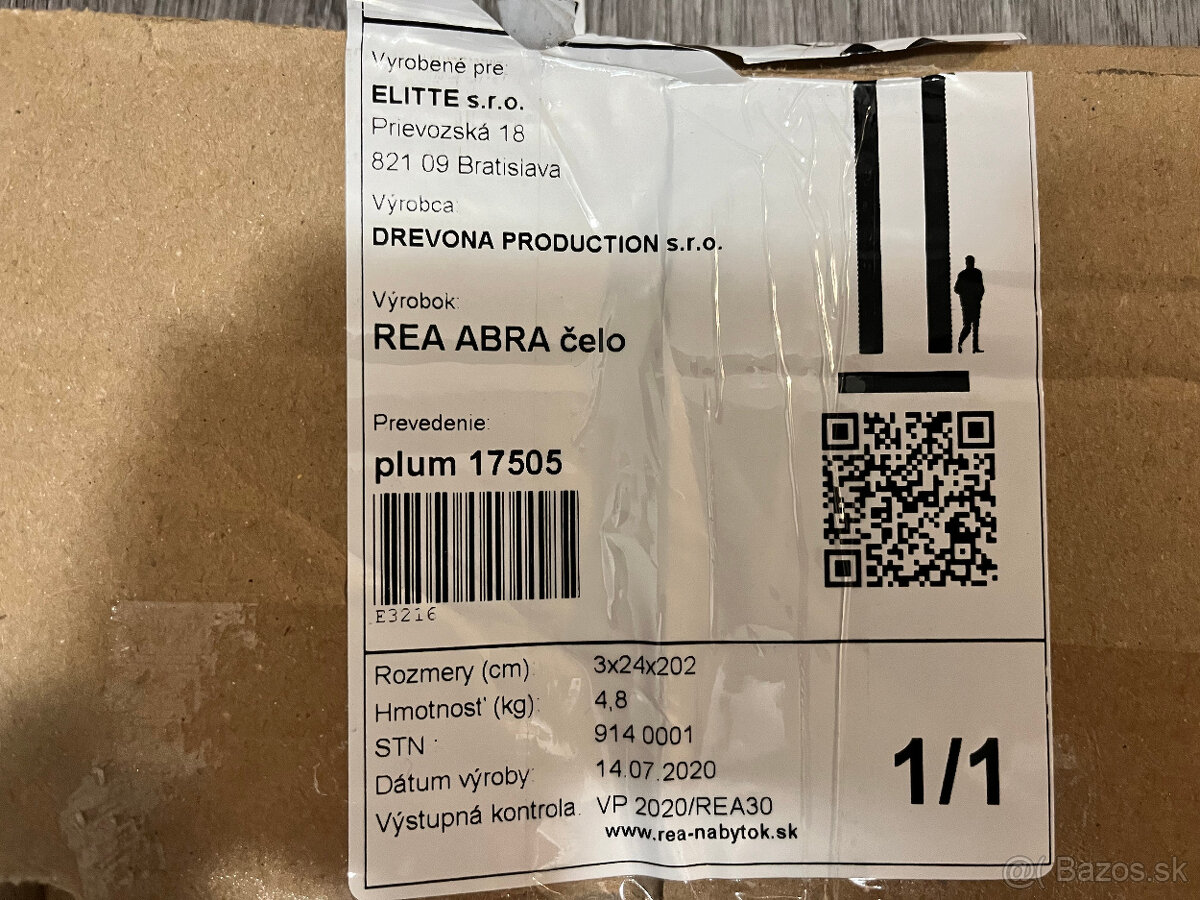 Vyrobené pre:
ELITTE s.r.o.
Prievozská 18
821 09 Bratislava
Výrobca:
DREVONA PRODUCTION s.r.o.
Výrobok:
REA ABRA čelo
Prevedenie:
plum 17505
E3216
Rozmery (cm): 3x24x202
Hmotnosť (kg): 4,8
STN : 914 0001
Dátum výroby: 14.07.2020
Výstupná kontrola: VP 2020/REA30
www.rea-nabytok.sk
1/1
@ Bazos.sk